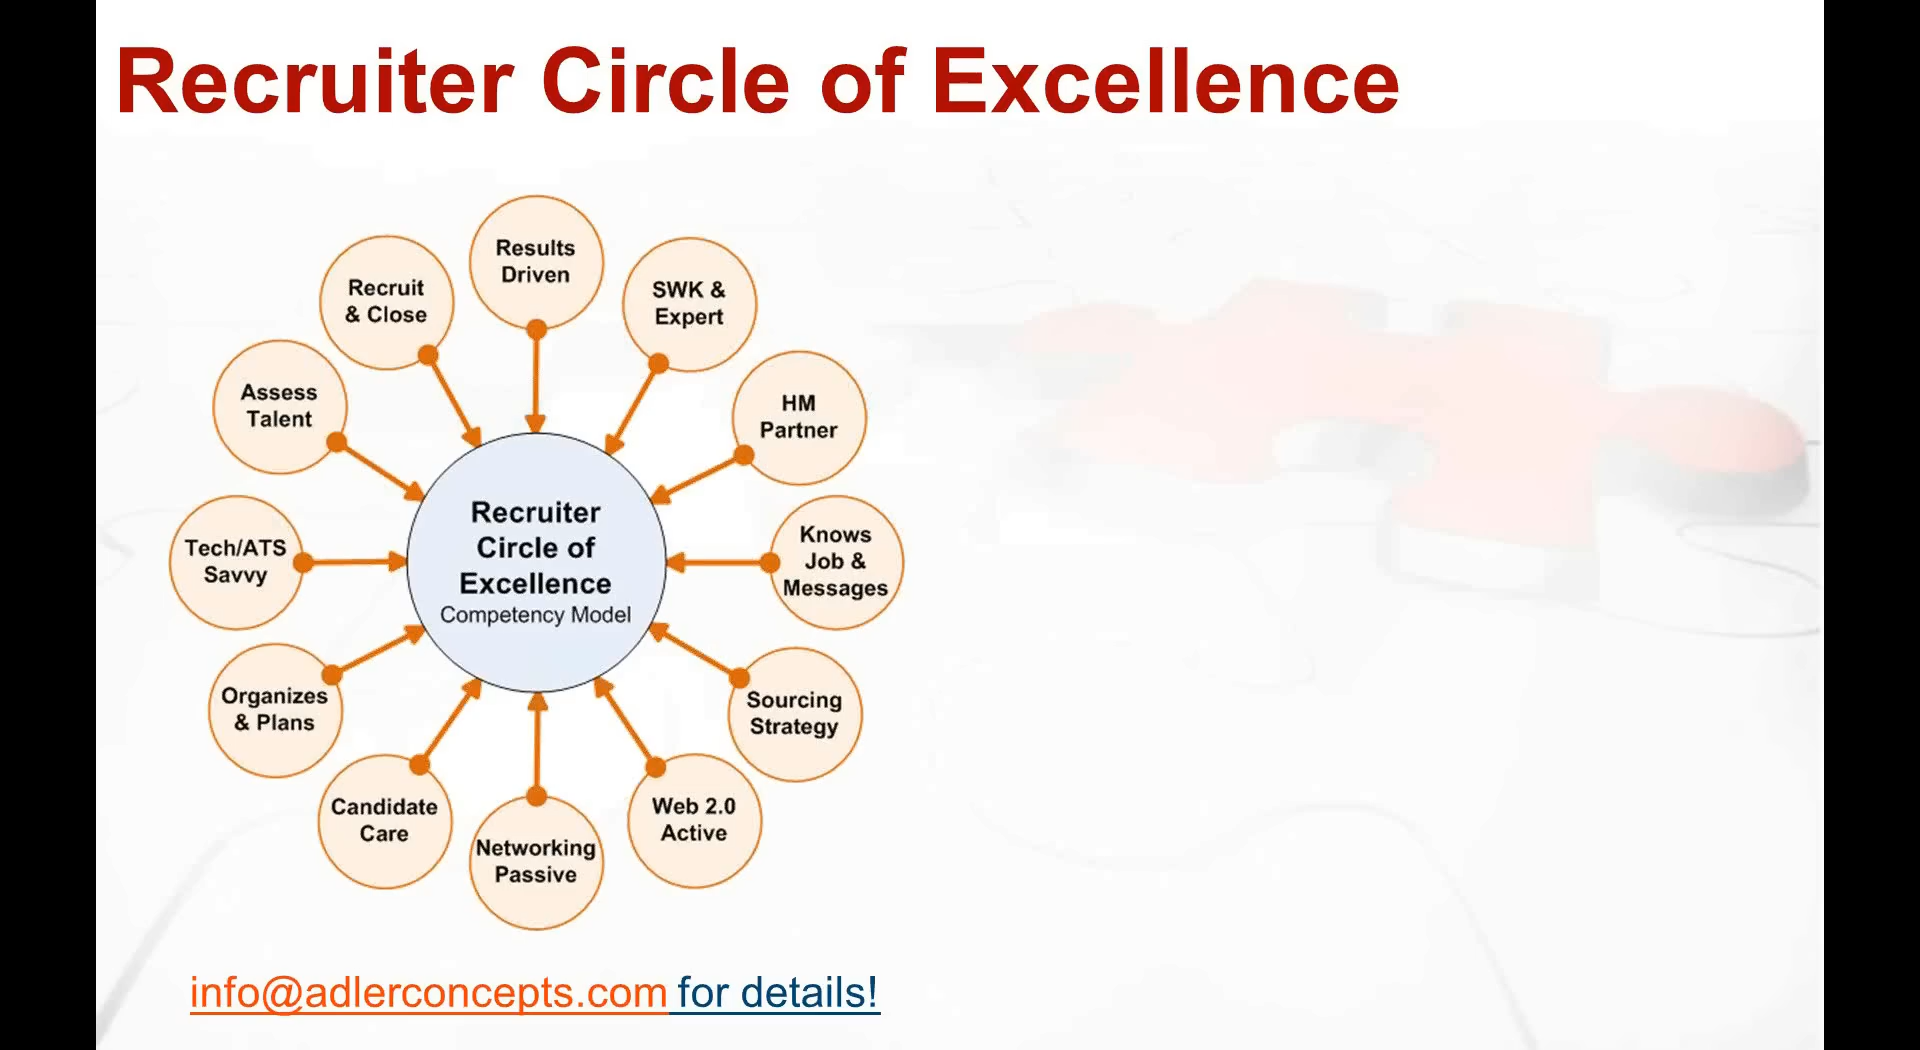 Recruiter Circle of Excellence
Results
Driven
SWK &
Expert
HM
Partner
Knows
Job &
Messages
Sourcing
Strategy
Web 2.0
Active
Networking
Passive
Candidate
Care
Organizes
& Plans
Tech/ATS
Savvy
Assess
Talent
Recruit
& Close
Recruiter
Circle of
Excellence
Competency Model
info@adlerconcepts.com for details!